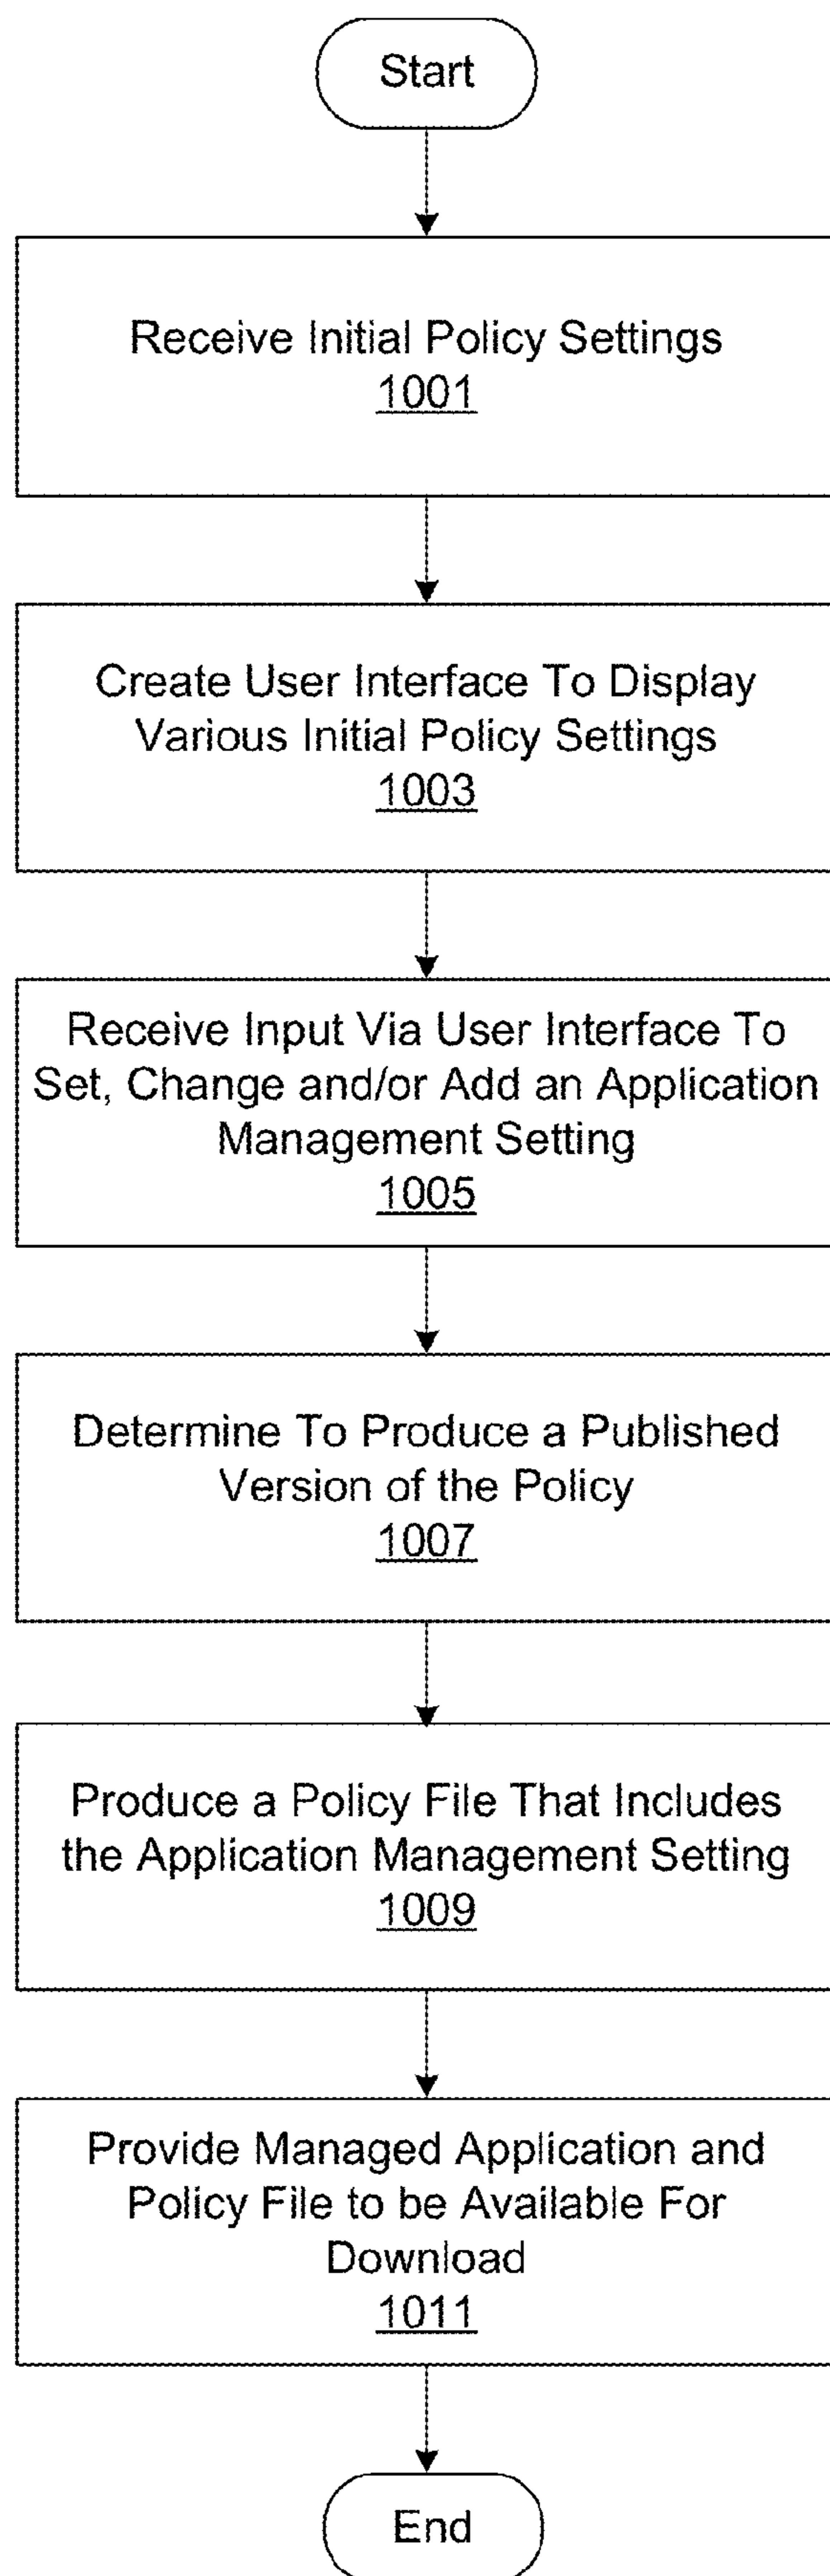 Start
Receive Initial Policy Settings
1001
Create User Interface To Display
Various Initial Policy Settings
1003
Receive Input Via User Interface To
Set, Change and/or Add an Application
Management Setting
1005
Determine To Produce a Published
Version of the Policy
1007
Produce a Policy File That Includes
the Application Management Setting
1009
Provide Managed Application and
Policy File to be Available For
Download
1011
End